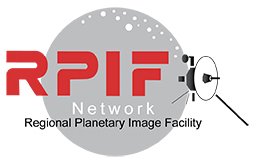 RPIF
Network
Regional Planetary Image Facility